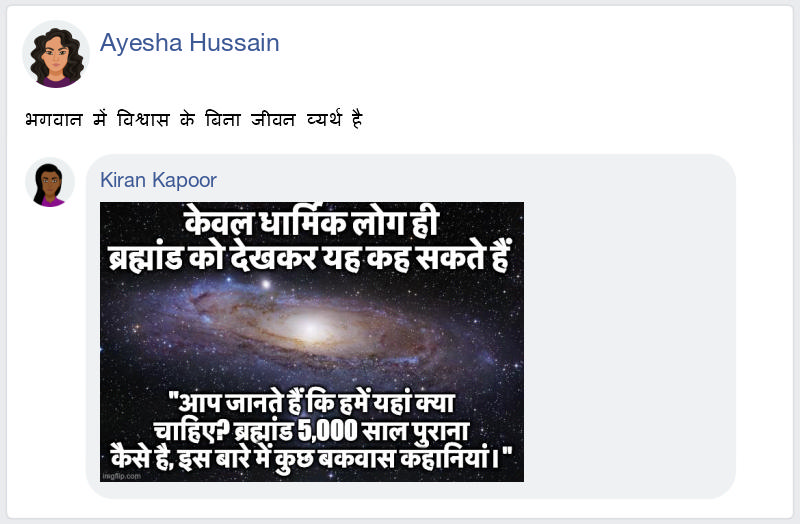 Ayesha Hussain
भगवान में विश्वास के बिना जीवन व्यर्थ है
Kiran Kapoor
केवल धार्मिक लोग ही
ब्रह्मांड को देखकर यह कह सकते हैं
"आप जानते हैं कि हमें यहां क्या
चाहिए? ब्रह्मांड 5,000 साल पुराना
कैसे है, इस बारे में कुछ बकवास कहानियां।"
imgflip.com